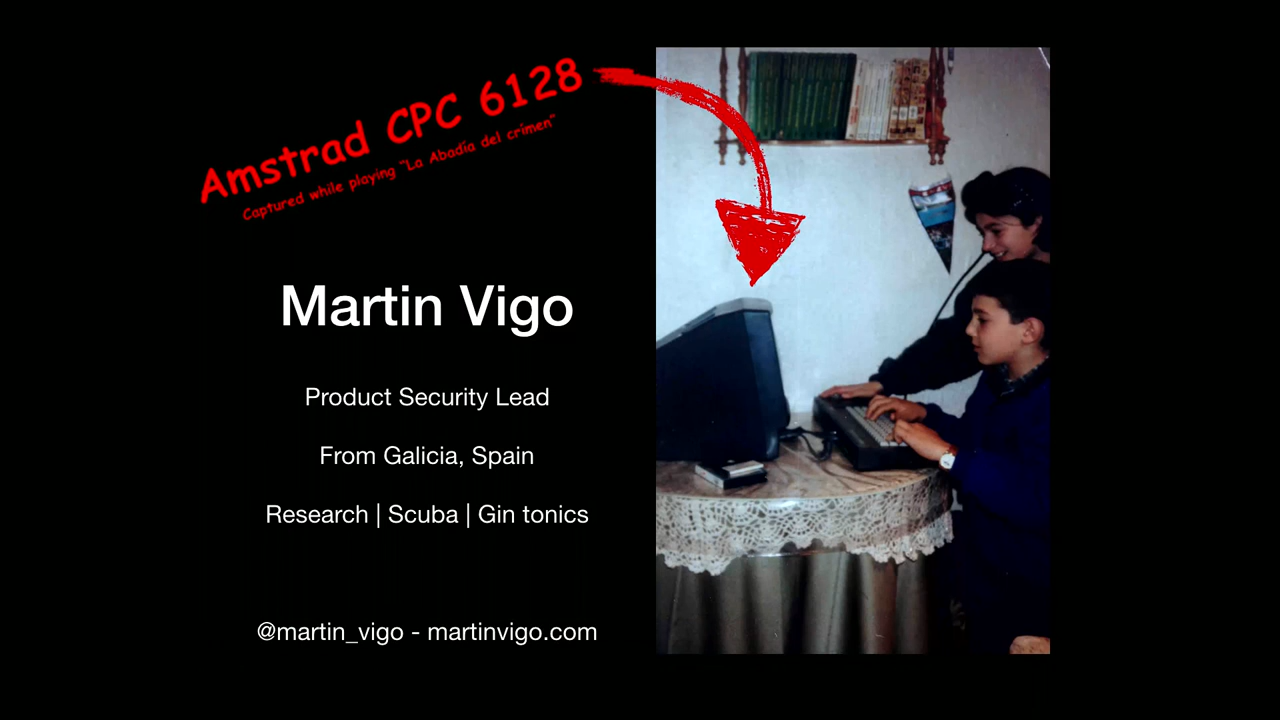 Amstrad CPC 6128
Captured while playing "La Abadía del crímen"
Martin Vigo
Product Security Lead
From Galicia, Spain
Research | Scuba | Gin tonics
@martin_vigo - martinvigo.com